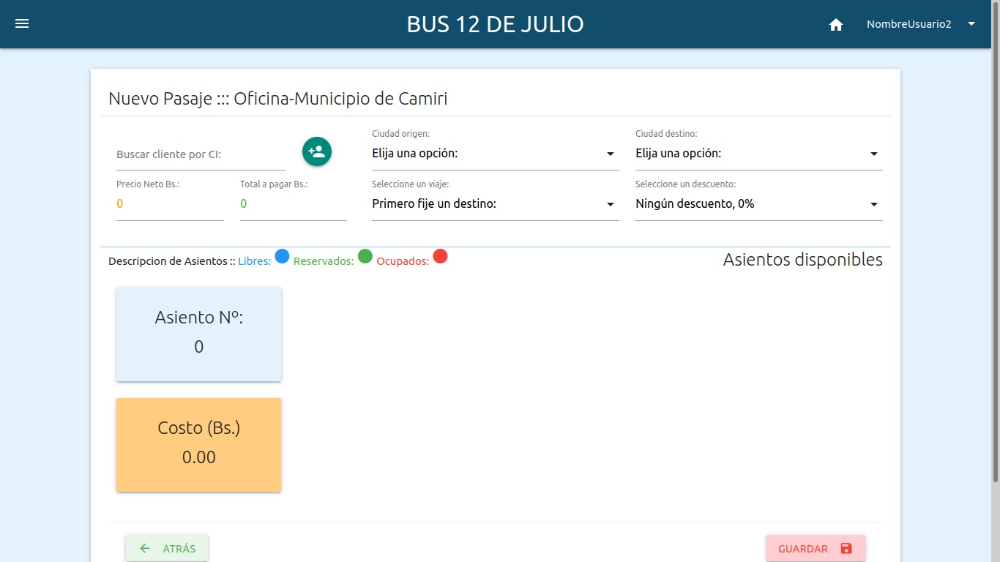 BUS 12 DE JULIO
NombreUsuario2
Nuevo Pasaje ::: Oficina-Municipio de Camiri
Buscar cliente por CI:
Ciudad origen:
Elija una opción:
Ciudad destino:
Elija una opción:
Precio Neto Bs.:
0
Total a pagar Bs.:
0
Seleccione un viaje:
Primero fije un destino:
Seleccione un descuento:
Ningún descuento, 0%
Descripcion de Asientos :: Libres: Reservados: Ocupados:
Asientos disponibles
Asiento Nº:
0
Costo (Bs.)
0.00
ATRÁS
GUARDAR